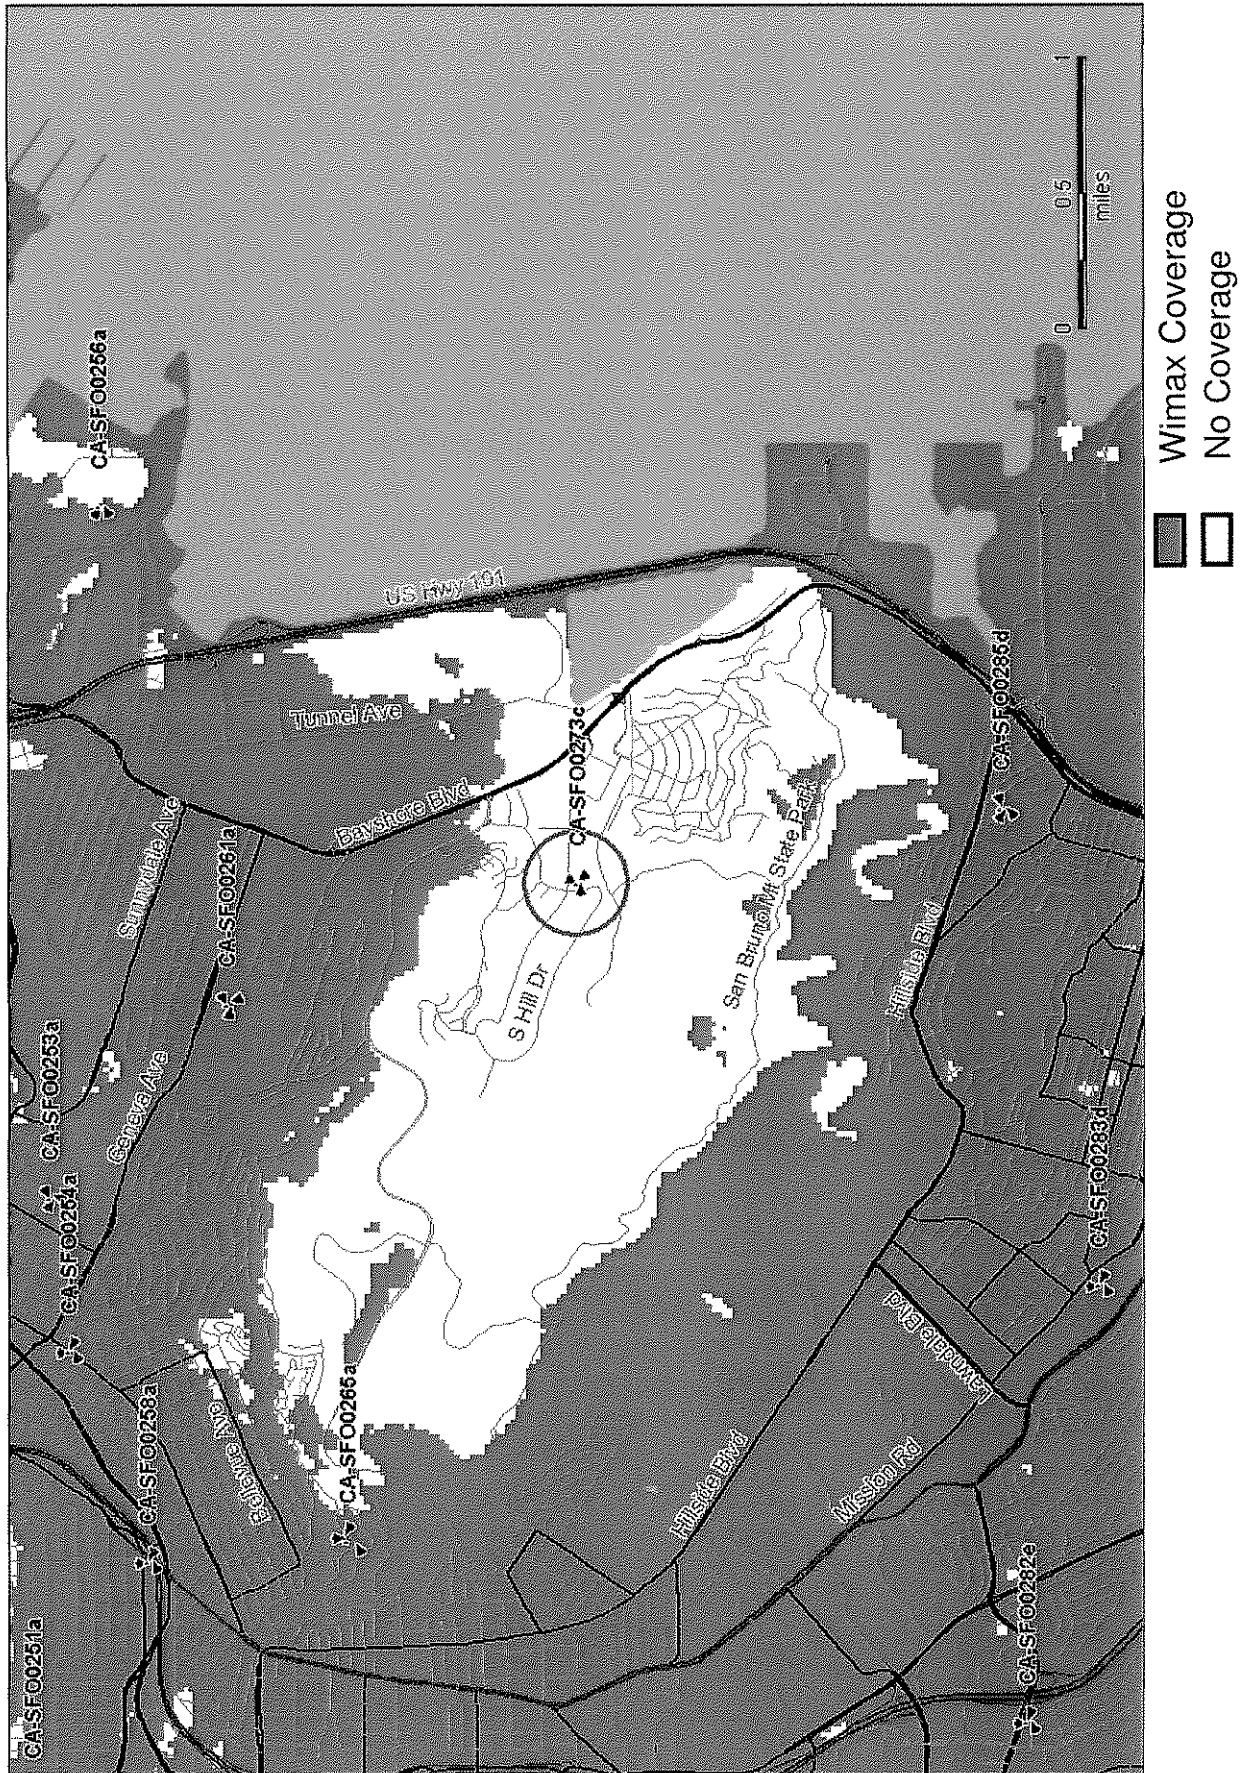 CA-SFO0251a
CA-SFO0258a
CA-SFO0264a
CA-SFO0253a
CA-SFO0256a
Geneva Ave
Sunnydale Ave
CA-SFO0261a
Bellevue Ave
CA-SFO0265a
Tunnel Ave
Bayshore Blvd
US Hwy 101
CA-SFO0273c
S Hill Dr
San Bruno Mt State Park
Hillside Blvd
Hillside Blvd
Mission Rd
Lawndale Blvd
CA-SFO0285d
CA-SFO0282e
CA-SFO0283d
0 0.5 1
miles
Wimax Coverage
No Coverage